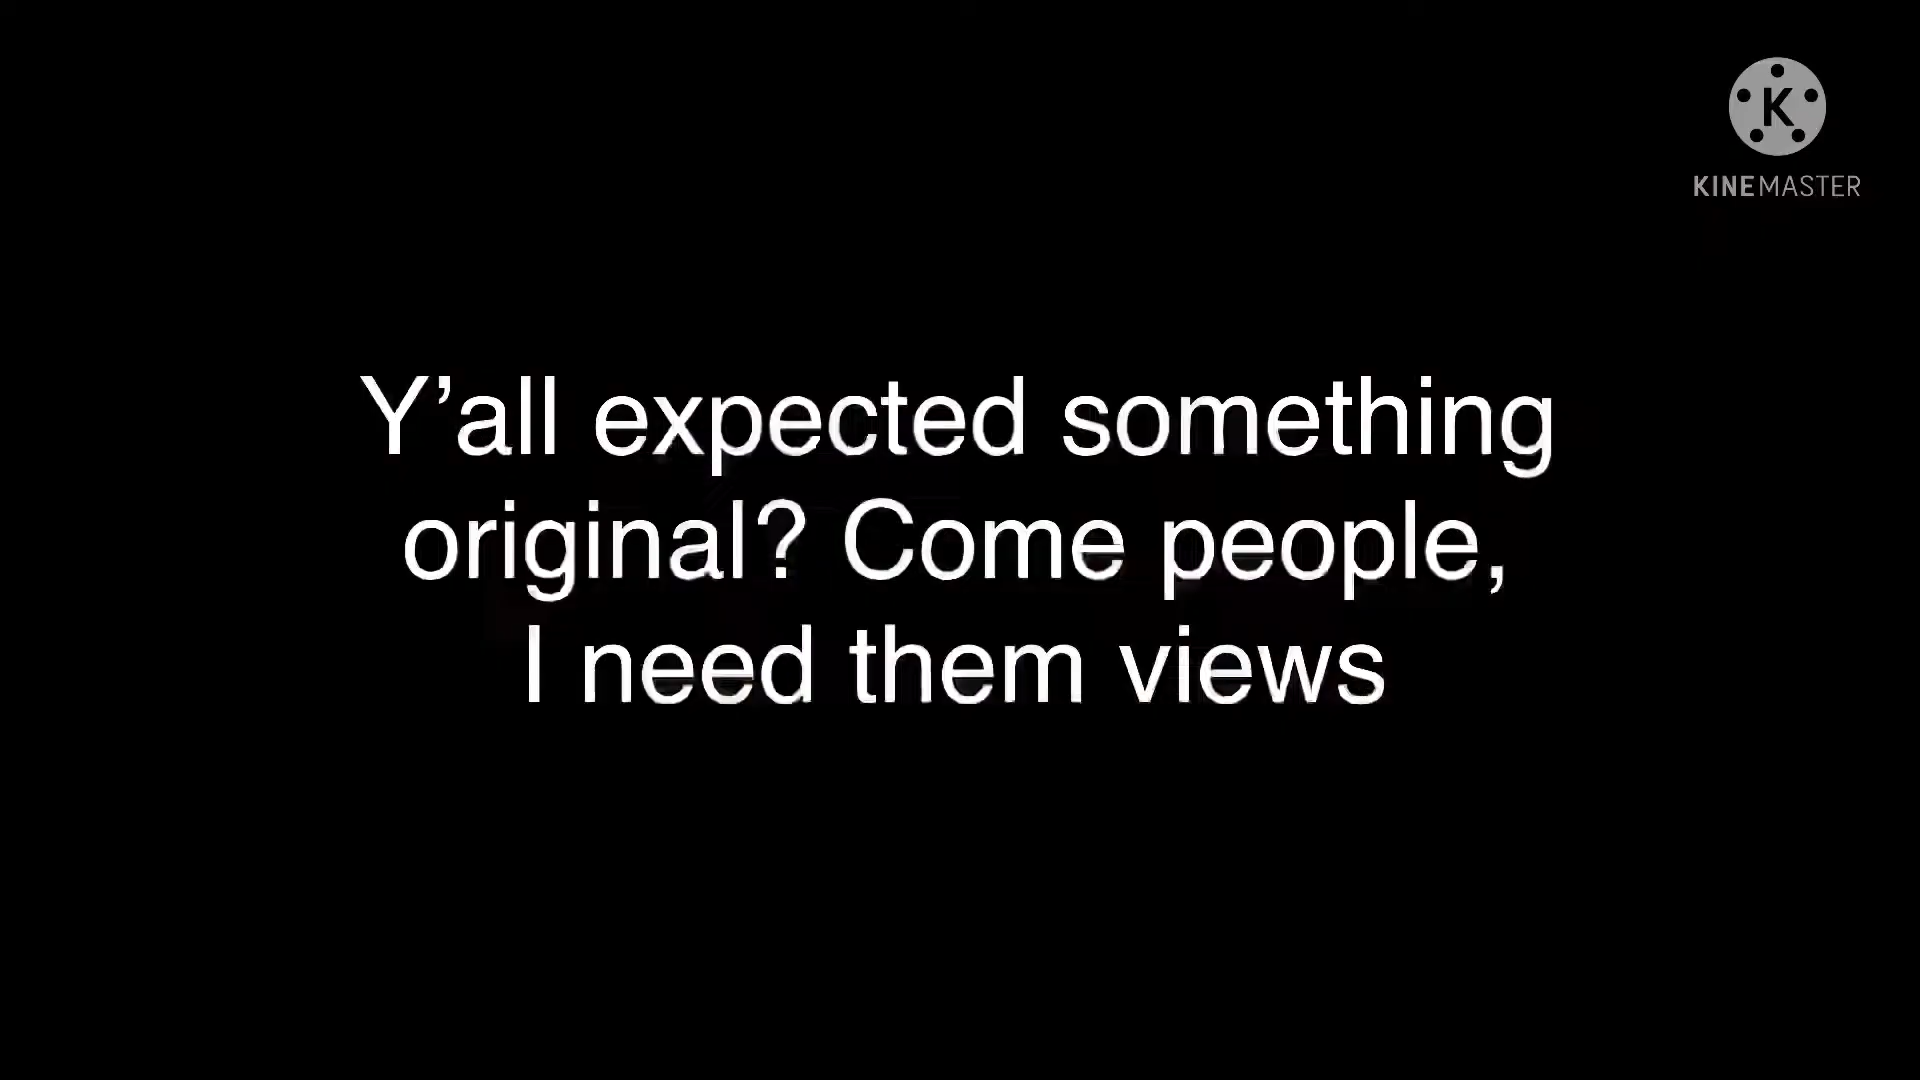 K
KINEMASTER
Y’all expected something
original? Come people,
I need them views